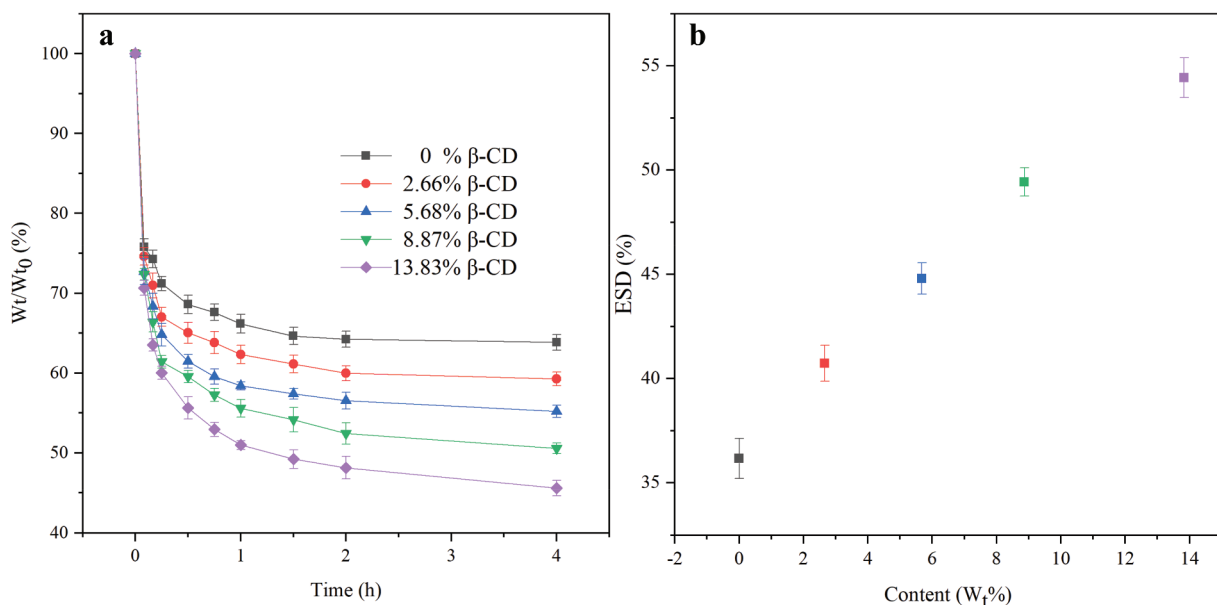 a
100
90
80
70
60
50
40
0
1
2
3
4
Wt/Wt0 (%)
Time (h)
0 % β-CD
2.66% β-CD
5.68% β-CD
8.87% β-CD
13.83% β-CD
b
55
50
45
40
35
-2
0
2
4
6
8
10
12
14
ESD (%)
Content (Wt%)